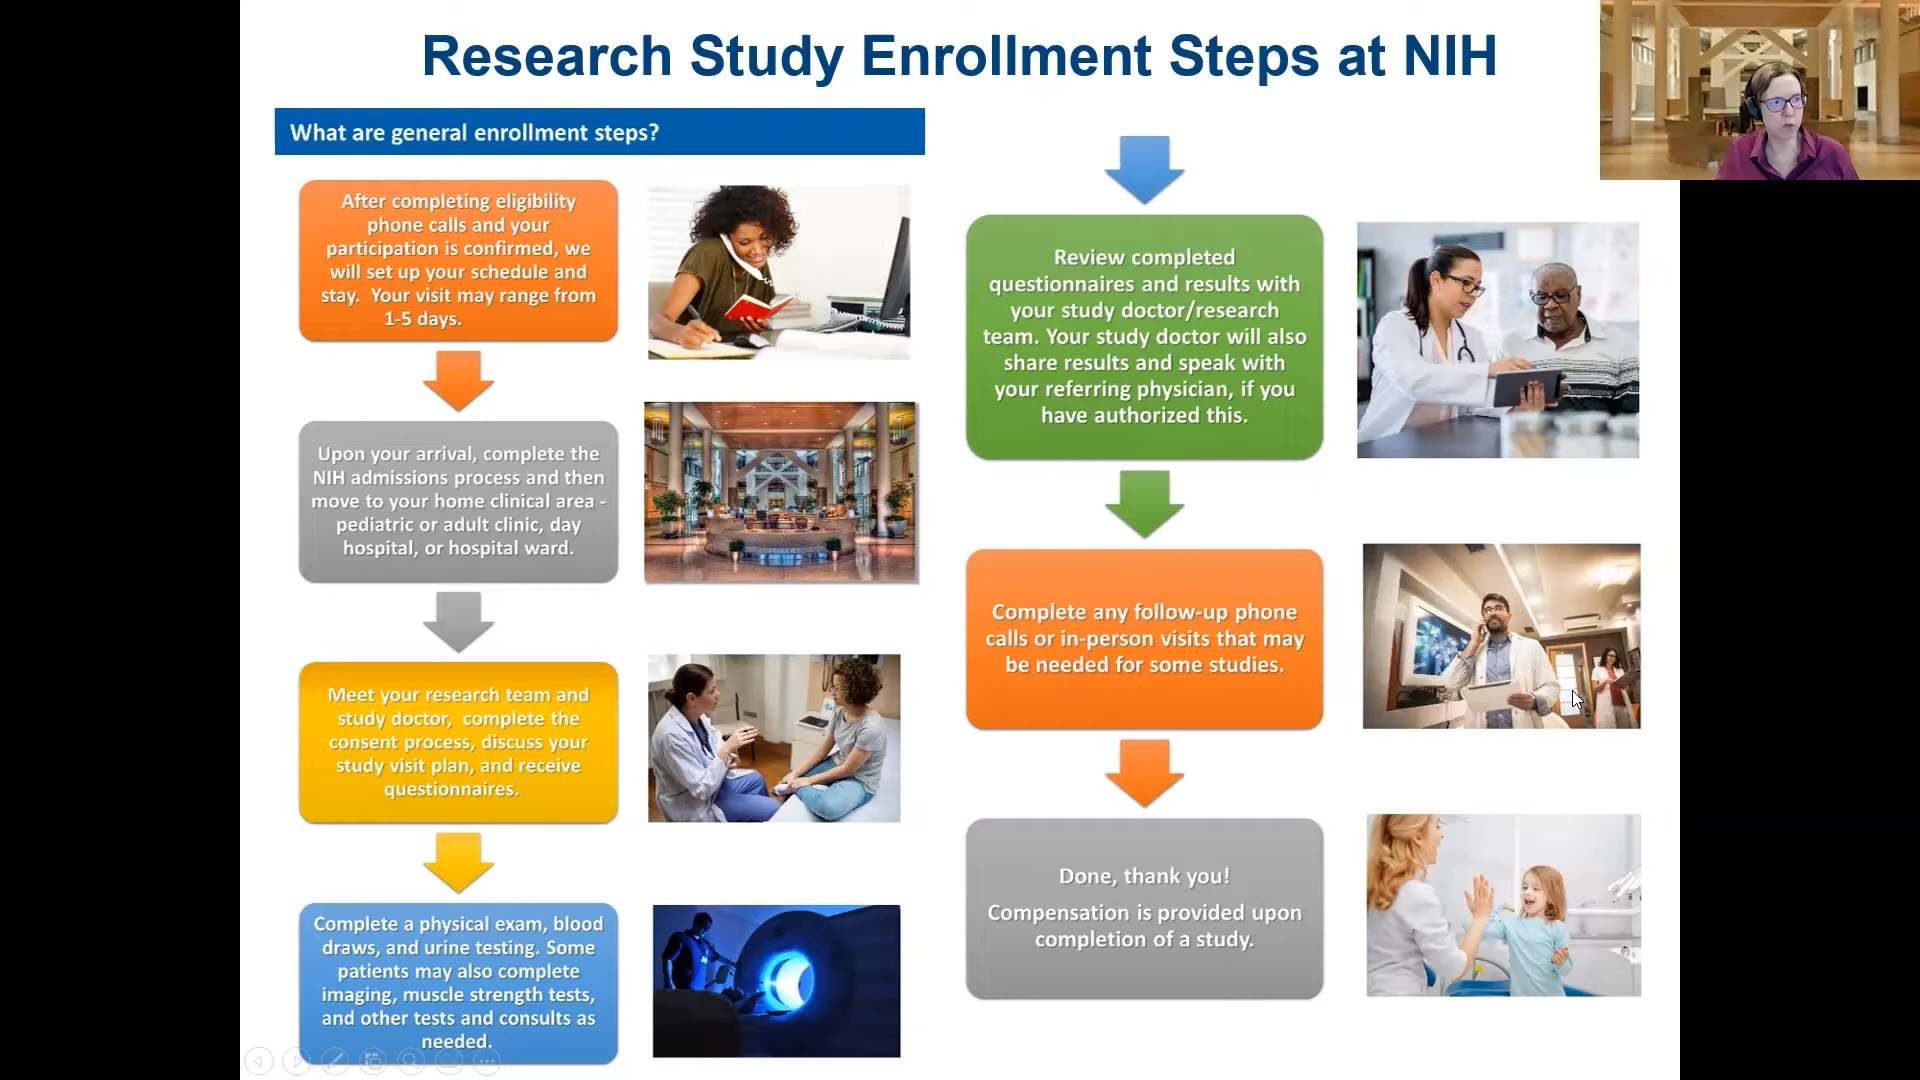 Research Study Enrollment Steps at NIH
What are general enrollment steps?
After completing eligibility
phone calls and your
participation is confirmed, we
will set up your schedule and
stay.  Your visit may range from
1-5 days.
Upon your arrival, complete the
NIH admissions process and then
move to your home clinical area -
pediatric or adult clinic, day
hospital, or hospital ward.
Meet your research team and
study doctor,  complete the
consent process, discuss your
study visit plan, and receive
questionnaires.
Complete a physical exam, blood
draws, and urine testing. Some
patients may also complete
imaging, muscle strength tests,
and other tests and consults as
needed.
Review completed
questionnaires and results with
your study doctor/research
team. Your study doctor will also
share results and speak with
your referring physician, if you
have authorized this.
Complete any follow-up phone
calls or in-person visits that may
be needed for some studies.
Done, thank you!
Compensation is provided upon
completion of a study.